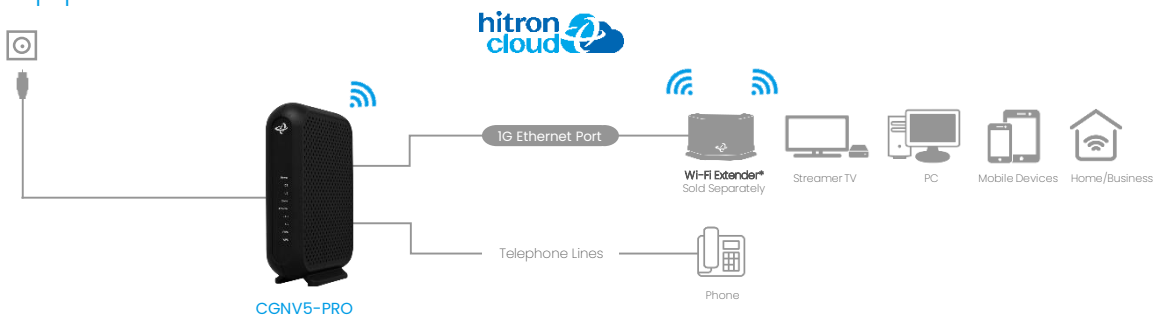 hitron
cloud
1G Ethernet Port
Wi-Fi Extender*
Sold Separately
Streamer TV
PC
Mobile Devices
Home/Business
Telephone Lines
Phone
CGNV5-PRO